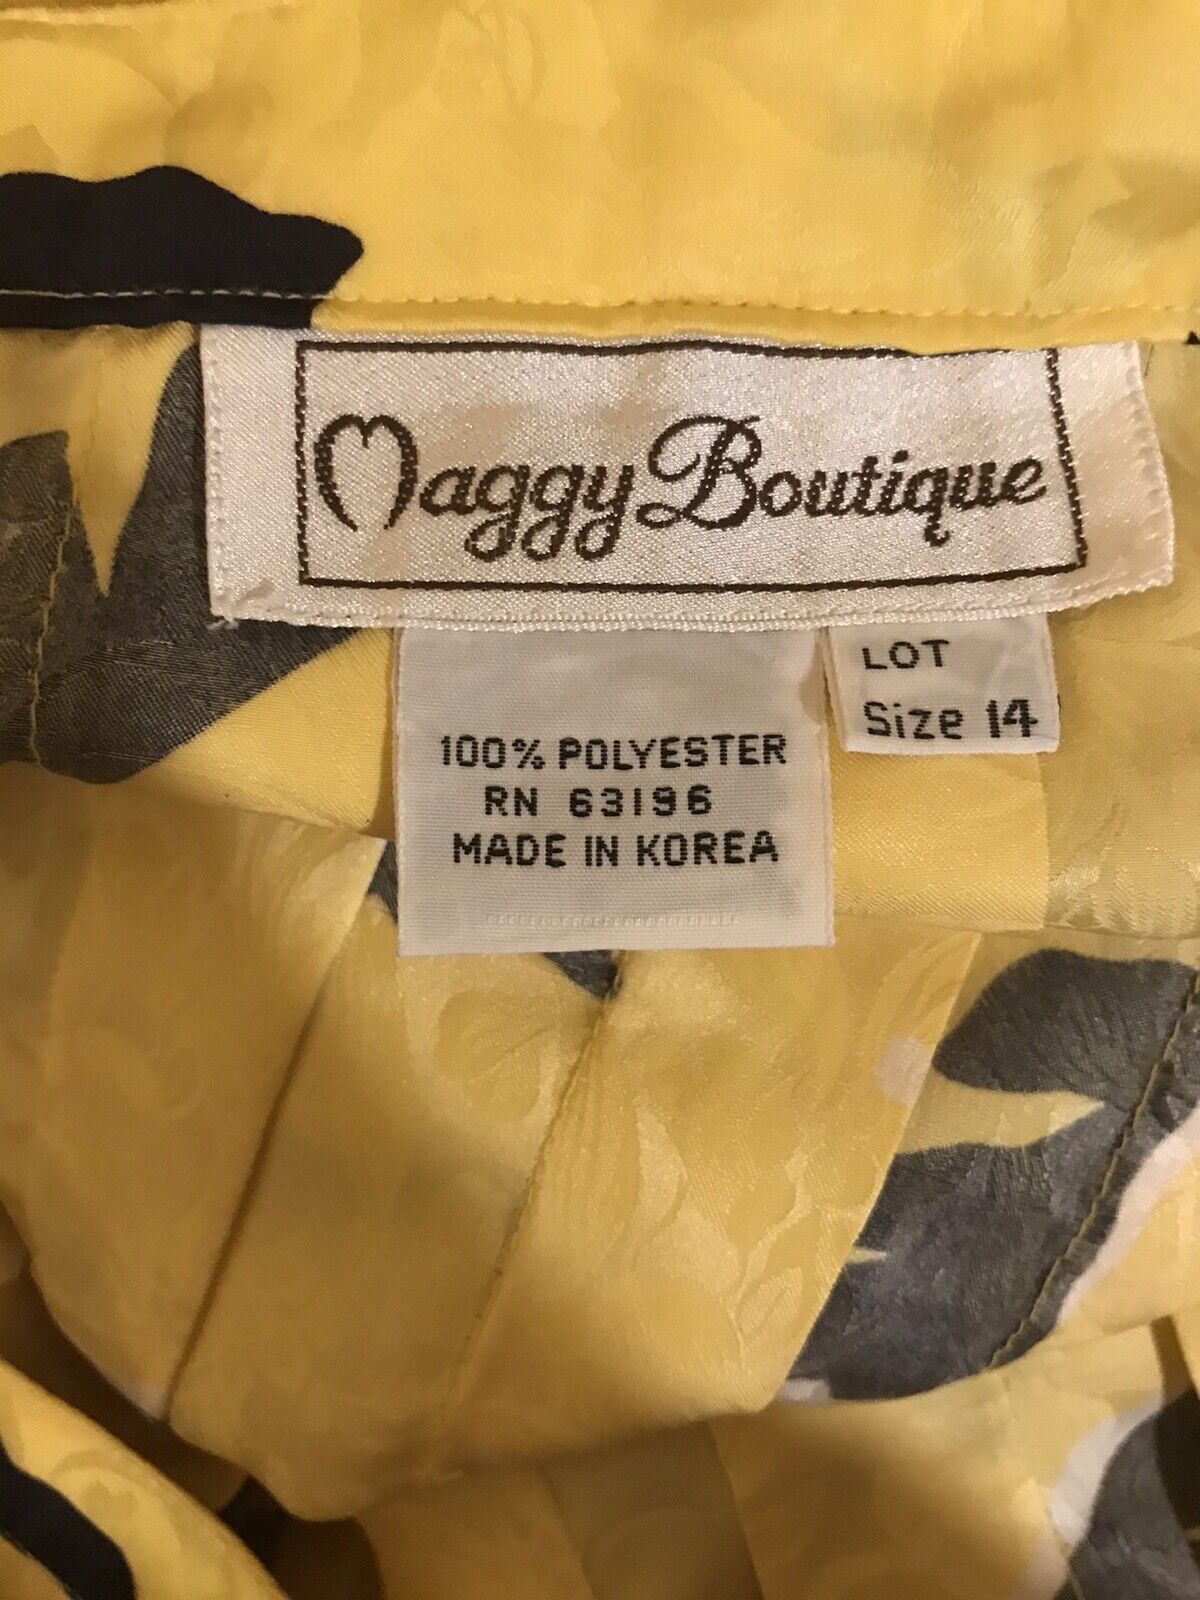 Maggy Boutique
LOT
Size 14
100% POLYESTER
RN 63196
MADE IN KOREA